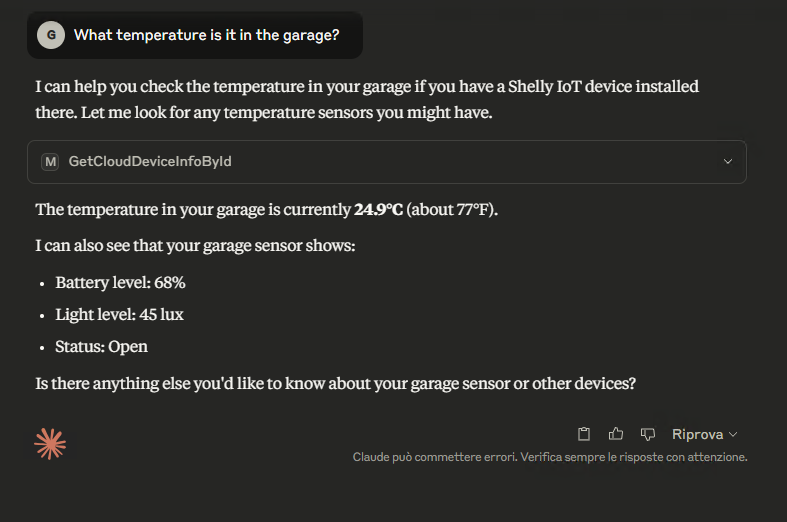 G What temperature is it in the garage?
I can help you check the temperature in your garage if you have a Shelly IoT device installed
there. Let me look for any temperature sensors you might have.
M GetCloudDeviceInfoById
The temperature in your garage is currently 24.9°C (about 77°F).
I can also see that your garage sensor shows:
• Battery level: 68%
• Light level: 45 lux
• Status: Open
Is there anything else you'd like to know about your garage sensor or other devices?
Riprova
Claude può commettere errori. Verifica sempre le risposte con attenzione.